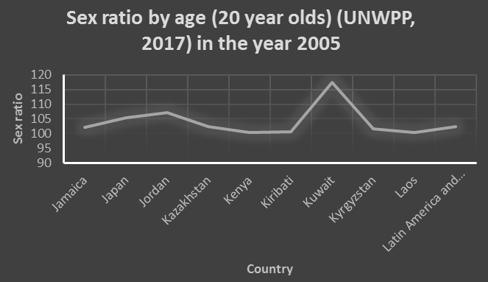 Sex ratio by age (20 year olds) (UNWPP,
2017) in the year 2005
Sex ratio
120
115
110
105
100
95
90
Jamaica
Japan
Jordan
Kazakhstan
Kenya
Kiribati
Kuwait
Kyrgyzstan
Laos
Latin America and...
Country